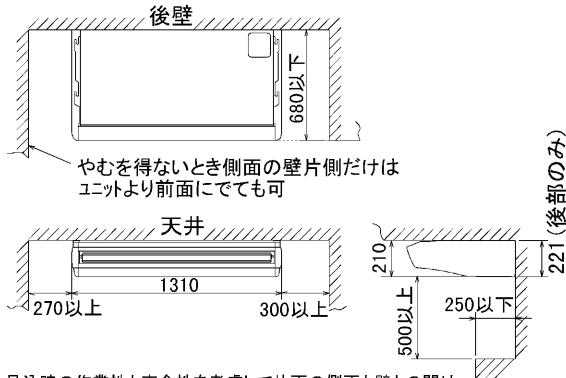 後壁
680以下
やむを得ないとき側面の壁片側だけは
ユニットより前面にでても可
天井
1310
270以上
300以上
210
221(後部のみ)
500以上
250以下